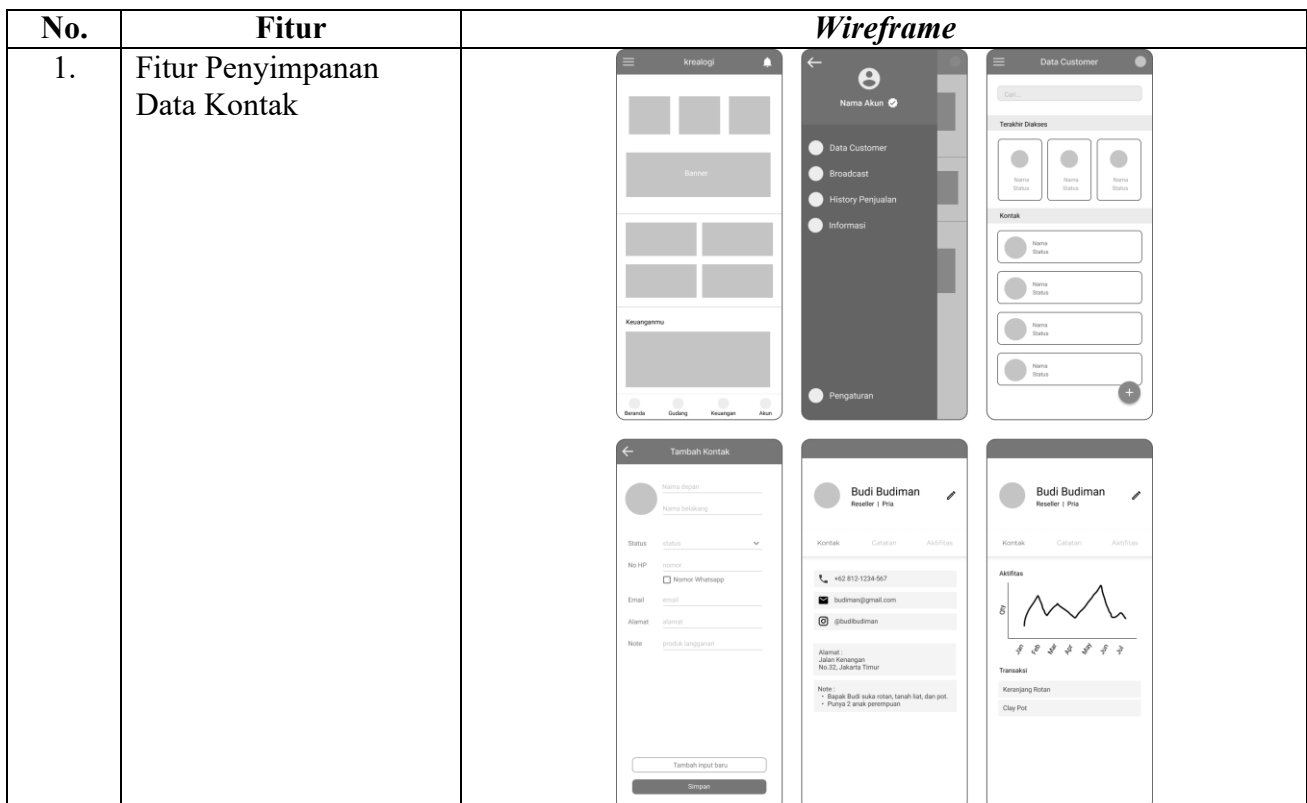 No.
Fitur
Wireframe
1.
Fitur Penyimpanan
Data Kontak
krealogi
Banner
Keuanganmu
Beranda
Gudang
Keuangan
Akun
Nama Akun
Data Customer
Broadcast
History Penjualan
Informasi
Pengaturan
Data Customer
Cari...
Terakhir Diakses
Nama
Status
Nama
Status
Nama
Status
Kontak
Nama
Status
Nama
Status
Nama
Status
Nama
Status
+
Tambah Kontak
Nama depan
Nama belakang
Status
status
No HP
nomor
Nomor Whatsapp
Email
email
Alamat
alamat
Note
produk langganan
Tambah input baru
Simpan
Budi Budiman
Reseller | Pria
Kontak
Catatan
Aktifitas
+62 812-1234-567
budiman@gmail.com
@budibudiman
Alamat :
Jalan Kenangan
No.32, Jakarta Timur
Note :
• Bapak Budi suka rotan, tanah liat, dan pot.
• Punya 2 anak perempuan
Budi Budiman
Reseller | Pria
Kontak
Catatan
Aktifitas
Aktifitas
Qty
Jan
Feb
Mar
Apr
May
Jun
Jul
Transaksi
Keranjang Rotan
Clay Pot